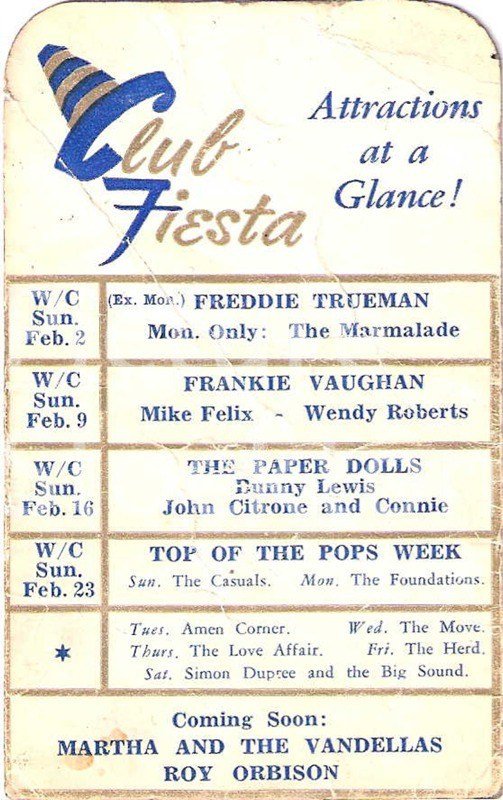 Club
Fiesta
Attractions
at a
Glance!
W/C
Sun.
Feb. 2
(Ex. Mon.) FREDDIE TRUEMAN
Mon. Only: The Marmalade
W/C
Sun.
Feb. 9
FRANKIE VAUGHAN
Mike Felix - Wendy Roberts
W/C
Sun.
Feb. 16
THE PAPER DOLLS
Bunny Lewis
John Citrone and Connie
W/C
Sun.
Feb. 23
TOP OF THE POPS WEEK
Sun. The Casuals. Mon. The Foundations.
*
Tues. Amen Corner. Wed. The Move.
Thurs. The Love Affair. Fri. The Herd.
Sat. Simon Dupree and the Big Sound.
Coming Soon:
MARTHA AND THE VANDELLAS
ROY ORBISON